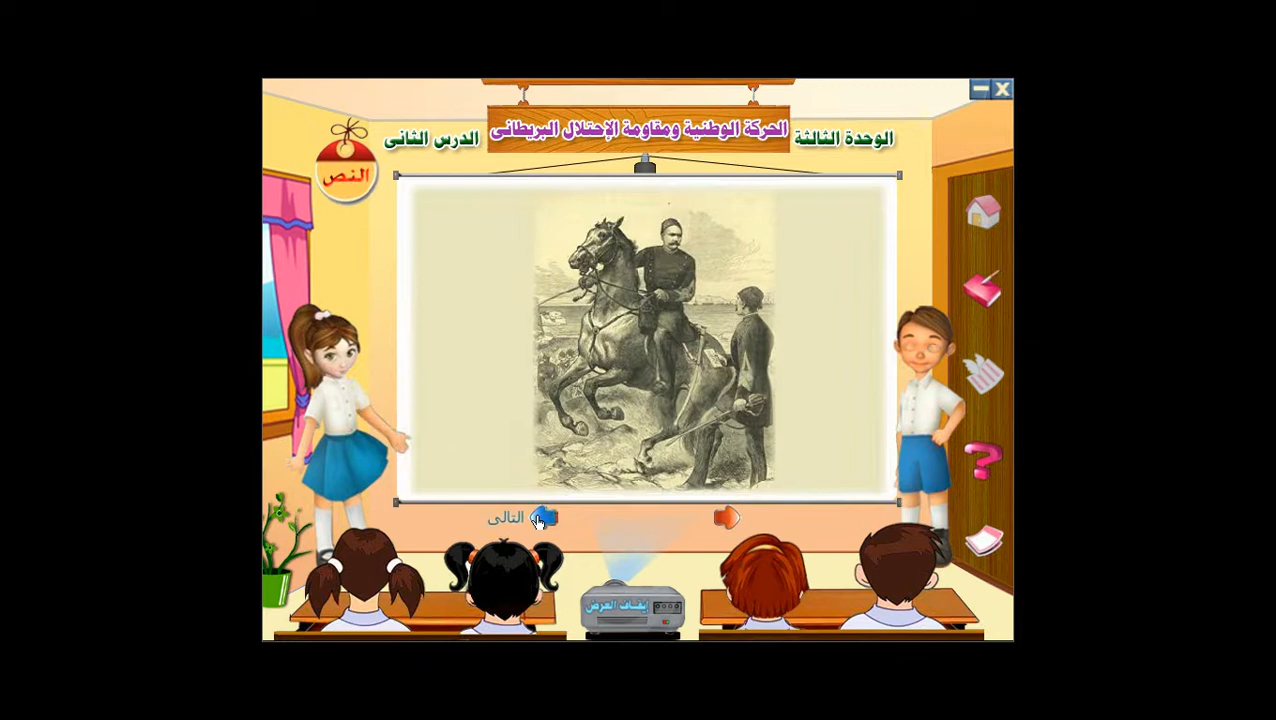 الوحدة الثالثة
الحركة الوطنية ومقاومة الإحتلال البريطانى
الدرس الثانى
النص
التالى
إيقاف العرض